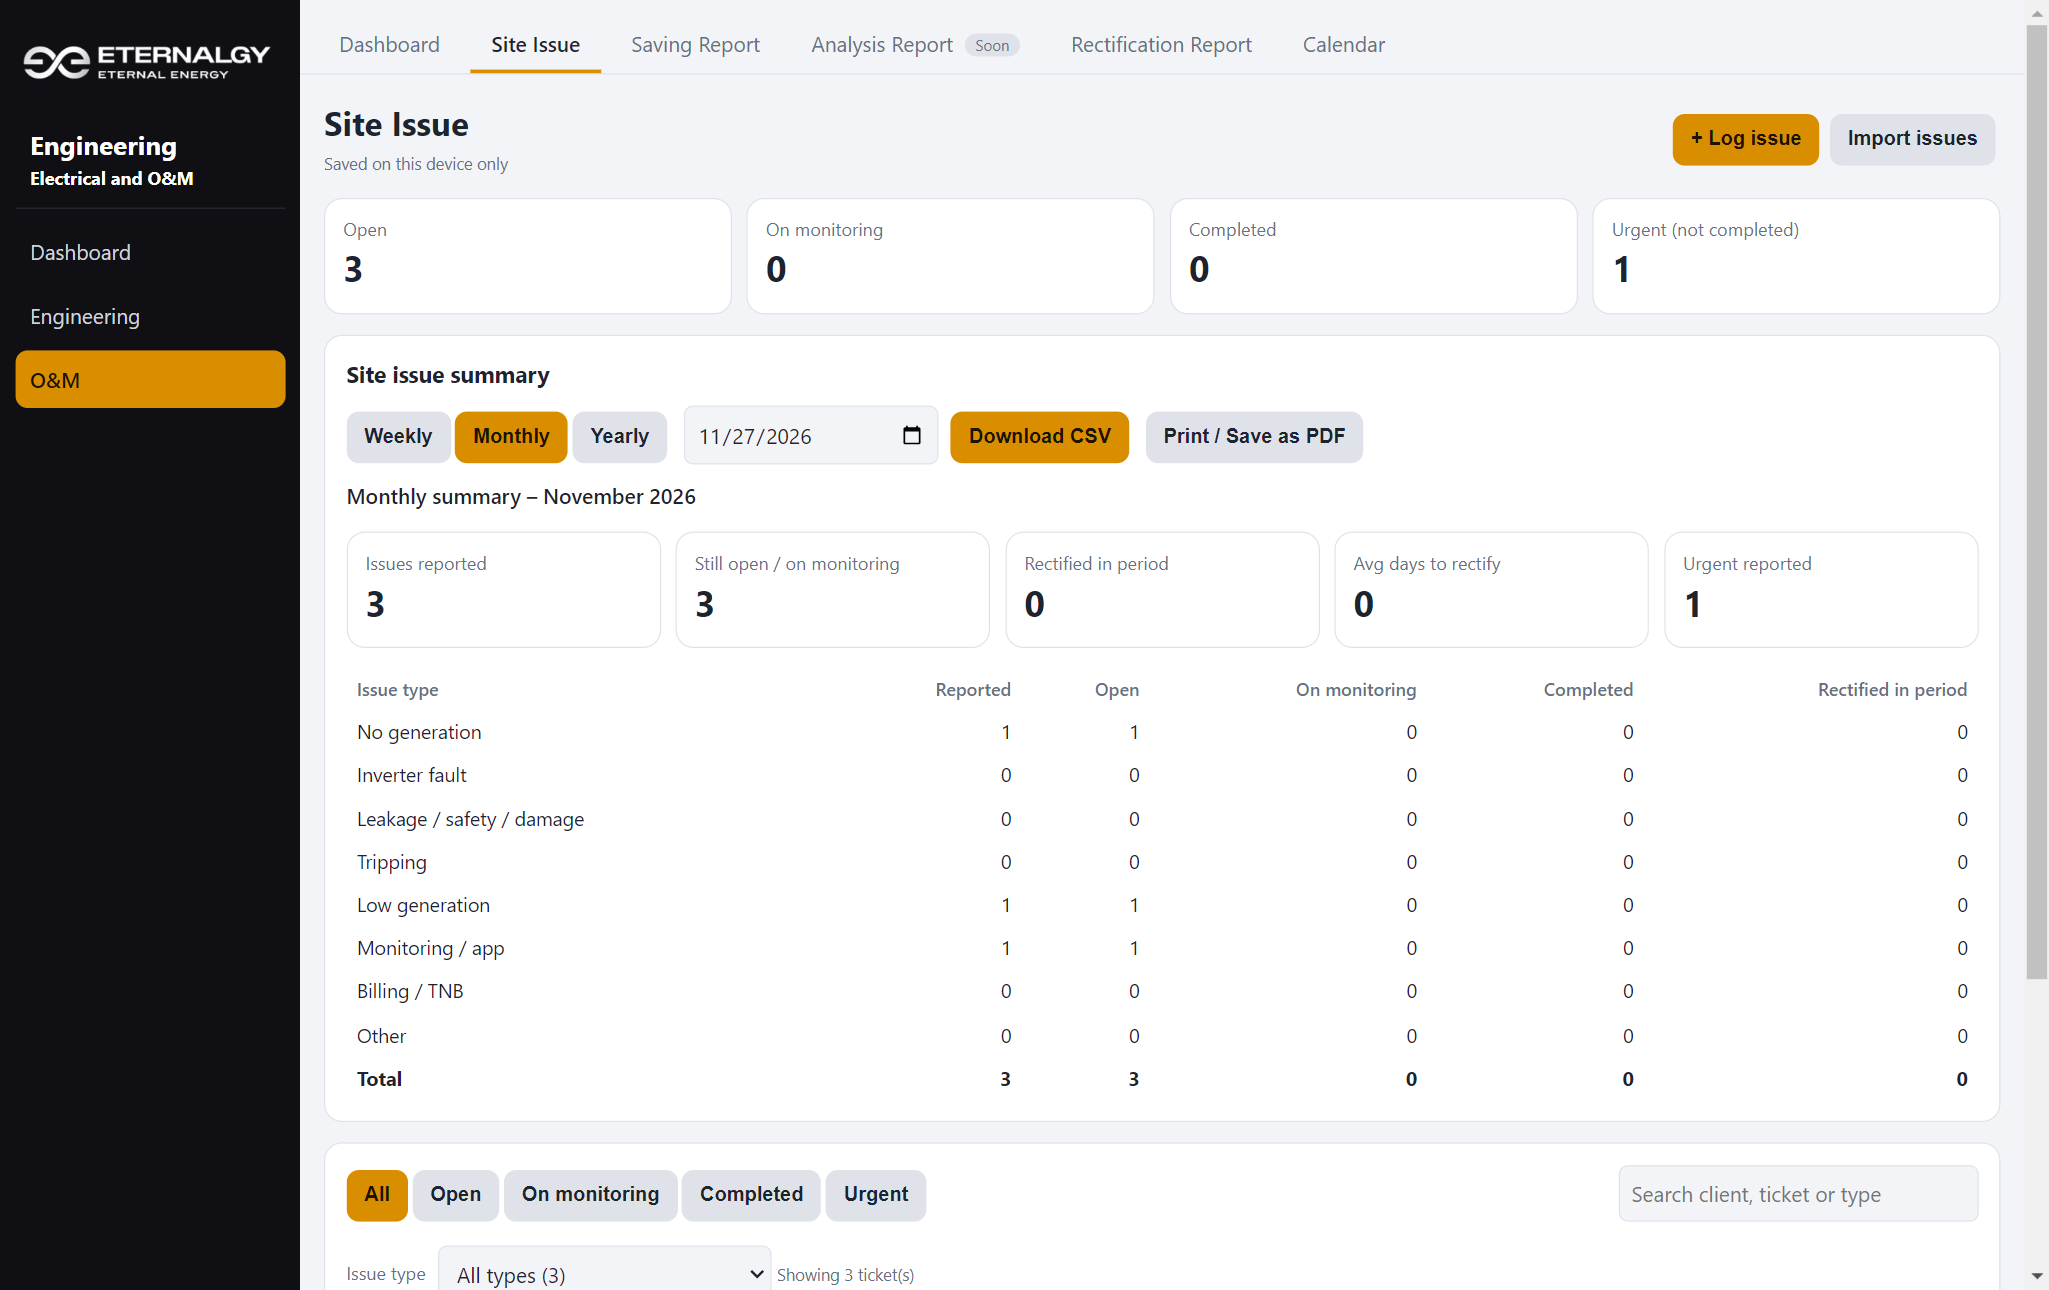 ETERNALGY
ETERNAL ENERGY
Engineering
Electrical and O&M
Dashboard
Engineering
O&M
Dashboard Site Issue Saving Report Analysis Report Soon Rectification Report Calendar
Site Issue
Saved on this device only
+ Log issue Import issues
Open On monitoring Completed Urgent (not completed)
3 0 0 1
Site issue summary
Weekly Monthly Yearly 11/27/2026 Download CSV Print / Save as PDF
Monthly summary – November 2026
Issues reported Still open / on monitoring Rectified in period Avg days to rectify Urgent reported
3 3 0 0 1
Issue type Reported Open On monitoring Completed Rectified in period
No generation 1 1 0 0 0
Inverter fault 0 0 0 0 0
Leakage / safety / damage 0 0 0 0 0
Tripping 0 0 0 0 0
Low generation 1 1 0 0 0
Monitoring / app 1 1 0 0 0
Billing / TNB 0 0 0 0 0
Other 0 0 0 0 0
Total 3 3 0 0 0
All Open On monitoring Completed Urgent Search client, ticket or type
Issue type All types (3) Showing 3 ticket(s)